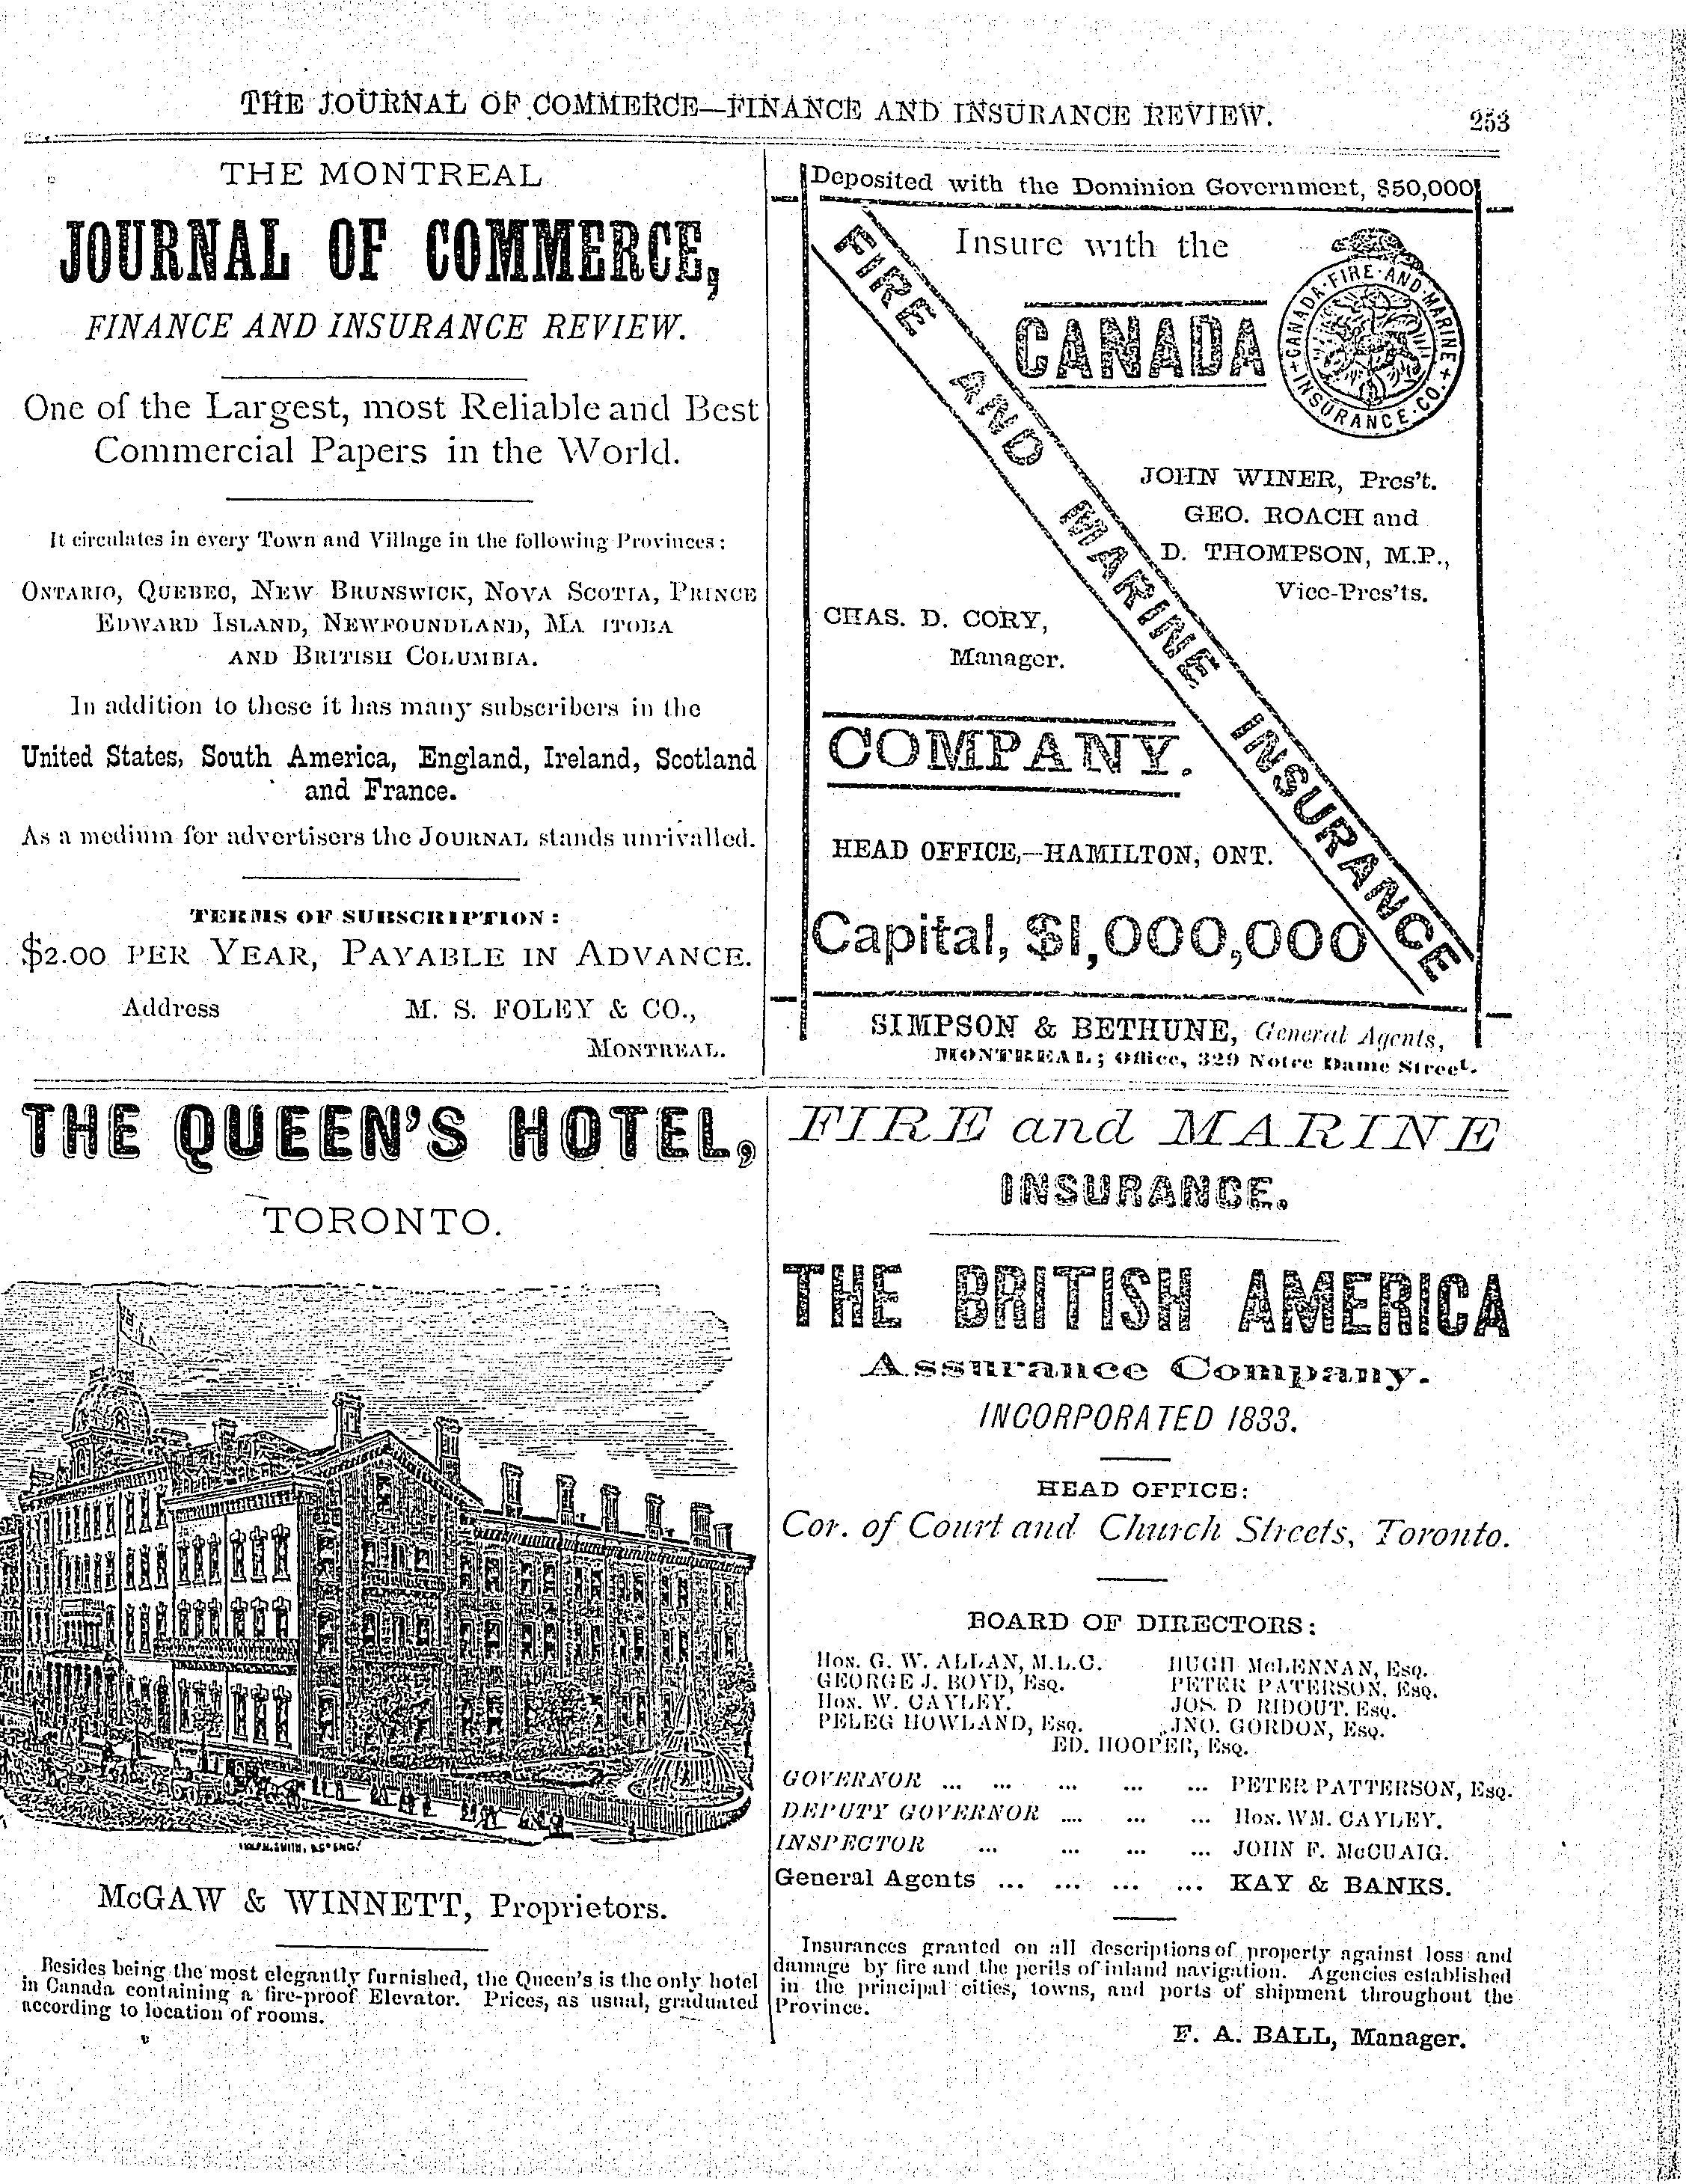 THE JOURNAL OF COMMERCE—FINANCE AND INSURANCE REVIEW.
253
THE MONTREAL
JOURNAL OF COMMERCE,
FINANCE AND INSURANCE REVIEW.
One of the Largest, most Reliable and Best
Commercial Papers in the World.
It circulates in every Town and Village in the following Provinces:
ONTARIO, QUEBEC, NEW BRUNSWICK, NOVA SCOTIA, PRINCE
EDWARD ISLAND, NEWFOUNDLAND, MA ITOBA
AND BRITISH COLUMBIA.
In addition to these it has many subscribers in the
United States, South America, England, Ireland, Scotland
and France.
As a medium for advertisers the JOURNAL stands unrivalled.
TERMS OF SUBSCRIPTION:
$2.00 PER YEAR, PAYABLE IN ADVANCE.
Address M. S. FOLEY & CO.,
MONTREAL.
Deposited with the Dominion Government, $50,000
Insure with the
CANADA
CANADA·FIRE·AND·MARINE+INSURANCE·CO.+
FIRE AND MARINE INSURANCE
JOHN WINER, Pres't.
GEO. ROACH and
D. THOMPSON, M.P.,
Vice-Pres'ts.
CHAS. D. CORY,
Manager.
COMPANY.
HEAD OFFICE,—HAMILTON, ONT.
Capital, $1,000,000
SIMPSON & BETHUNE, General Agents,
MONTREAL; Office, 329 Notre Dame Street.
THE QUEEN'S HOTEL,
TORONTO.
McGAW & WINNETT, Proprietors.
Besides being the most elegantly furnished, the Queen's is the only hotel
in Canada containing a fire-proof Elevator. Prices, as usual, graduated
according to location of rooms.
FIRE and MARINE
INSURANCE.
THE BRITISH AMERICA
Assurance Company.
INCORPORATED 1833.
HEAD OFFICE:
Cor. of Court and Church Streets, Toronto.
BOARD OF DIRECTORS:
HON. G. W. ALLAN, M.L.C. HUGH McLENNAN, ESQ.
GEORGE J. BOYD, ESQ. PETER PATERSON, ESQ.
HON. W. CAYLEY. JOS. D RIDOUT, ESQ.
PELEG HOWLAND, ESQ. JNO. GORDON, ESQ.
ED. HOOPER, ESQ.
GOVERNOR ... ... ... ... ... PETER PATTERSON, ESQ.
DEPUTY GOVERNOR .... ... ... HON. WM. CAYLEY.
INSPECTOR ... ... ... ... JOHN F. McCUAIG.
General Agents ... ... ... ... KAY & BANKS.
Insurances granted on all descriptions of property against loss and
damage by fire and the perils of inland navigation. Agencies established
in the principal cities, towns, and ports of shipment throughout the
Province.
F. A. BALL, Manager.